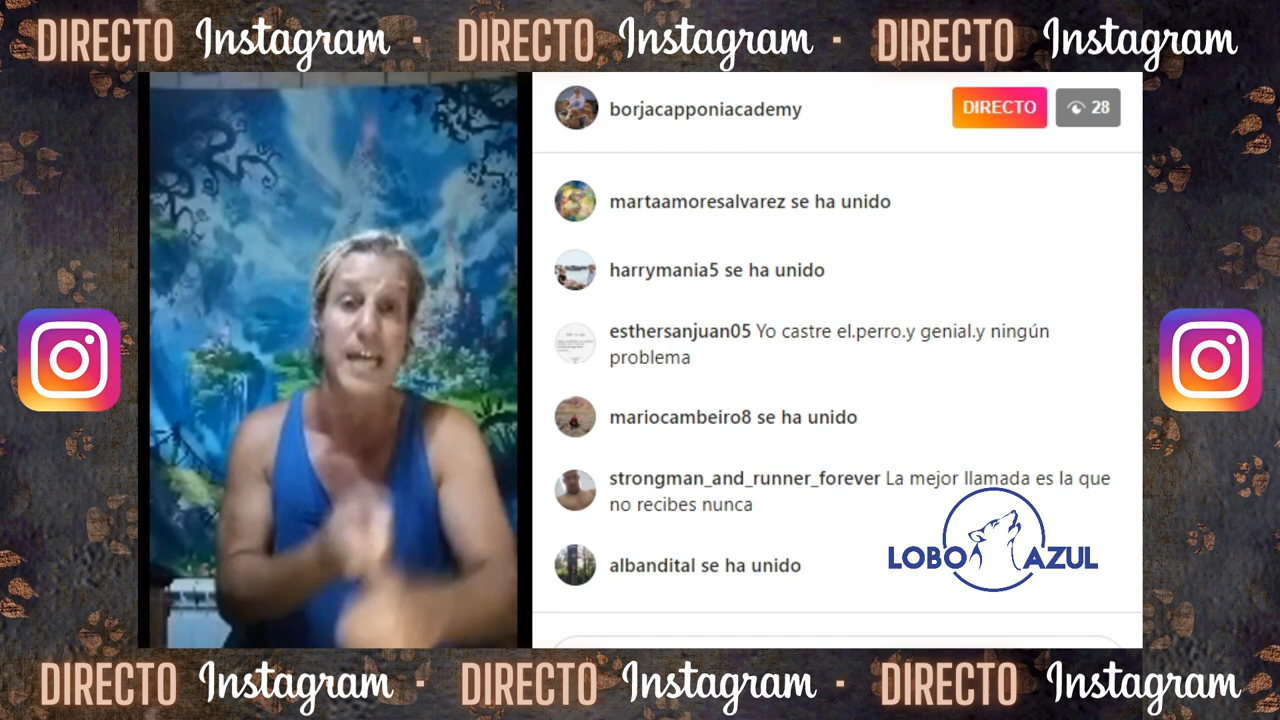 DIRECTO Instagram · DIRECTO Instagram · DIRECTO Instagram
borjacapponiacademy
DIRECTO
28
martaamoresalvarez se ha unido
harrymania5 se ha unido
esthersanjuan05 Yo castre el.perro.y genial.y ningún
problema
mariocambeiro8 se ha unido
strongman_and_runner_forever La mejor llamada es la que
no recibes nunca
LOBO AZUL
albandital se ha unido
DIRECTO Instagram · DIRECTO Instagram · DIRECTO Instagram